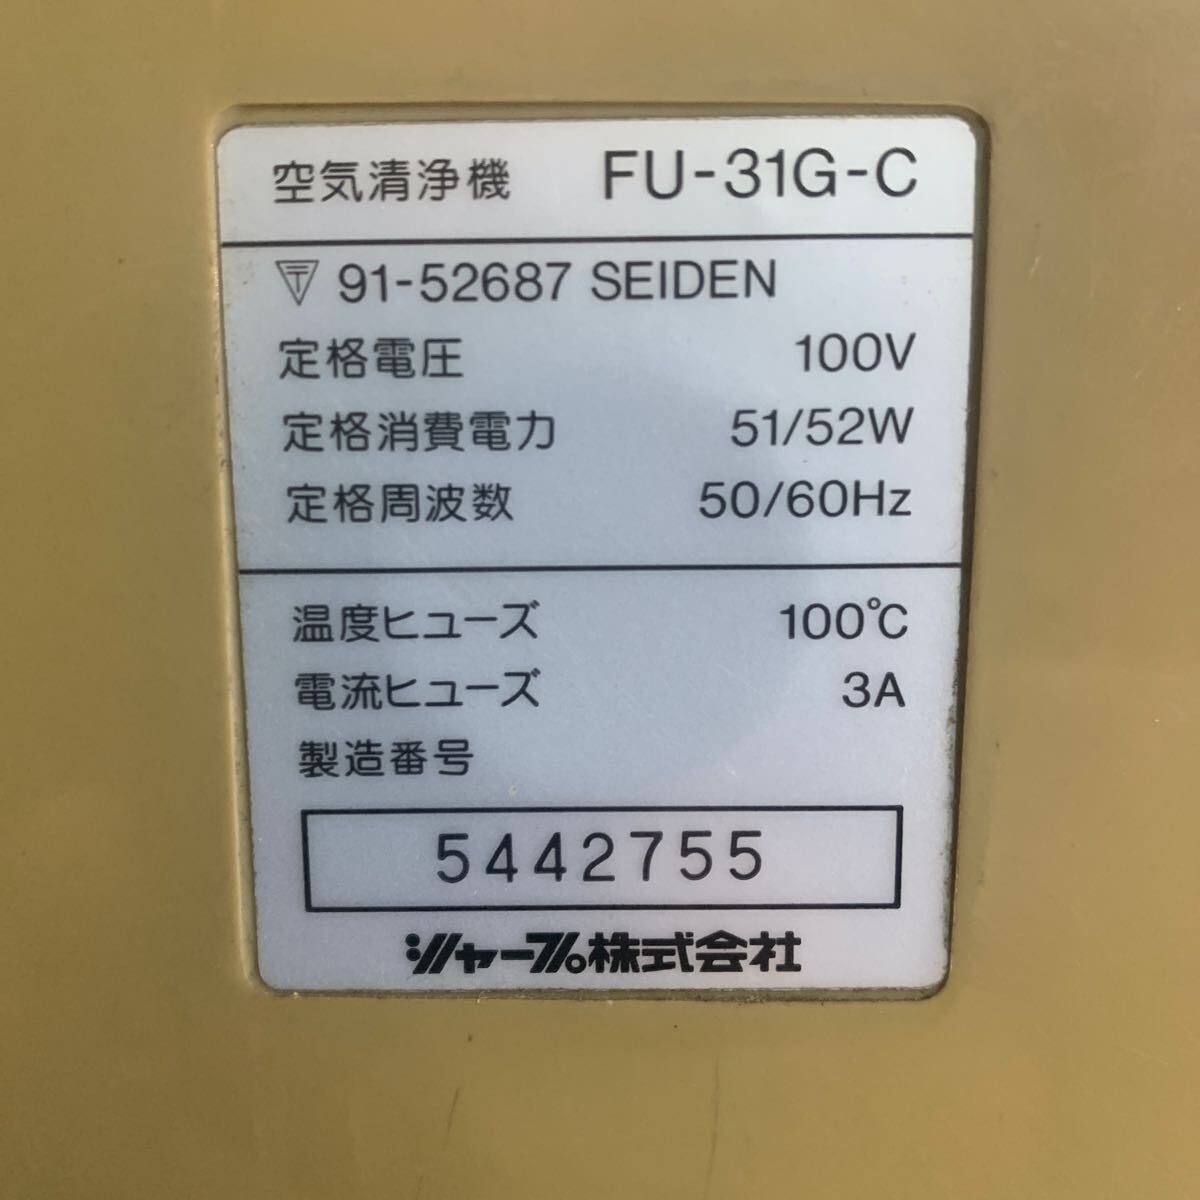 空気清浄機 FU-31G-C
91-52687 SEIDEN
定格電圧 100V
定格消費電力 51/52W
定格周波数 50/60Hz
温度ヒューズ 100℃
電流ヒューズ 3A
製造番号
5442755
シャープ株式会社